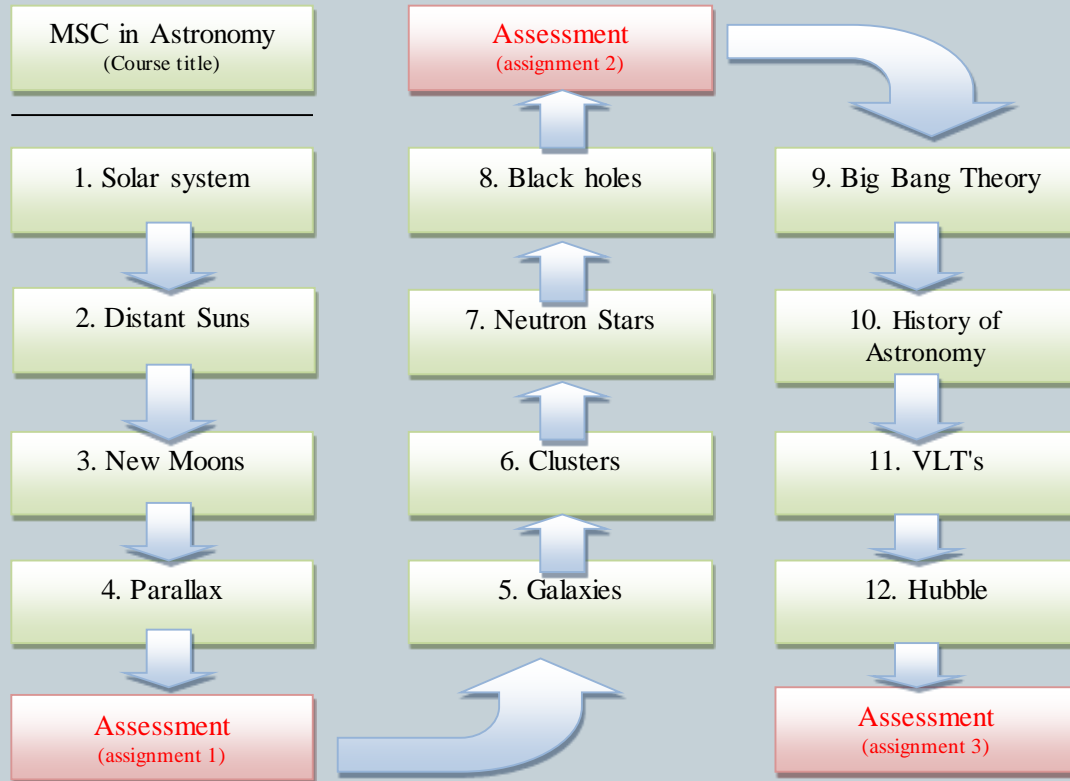 MSC in Astronomy
(Course title)
1. Solar system
2. Distant Suns
3. New Moons
4. Parallax
Assessment
(assignment 1)
5. Galaxies
6. Clusters
7. Neutron Stars
8. Black holes
Assessment
(assignment 2)
9. Big Bang Theory
10. History of
Astronomy
11. VLT's
12. Hubble
Assessment
(assignment 3)